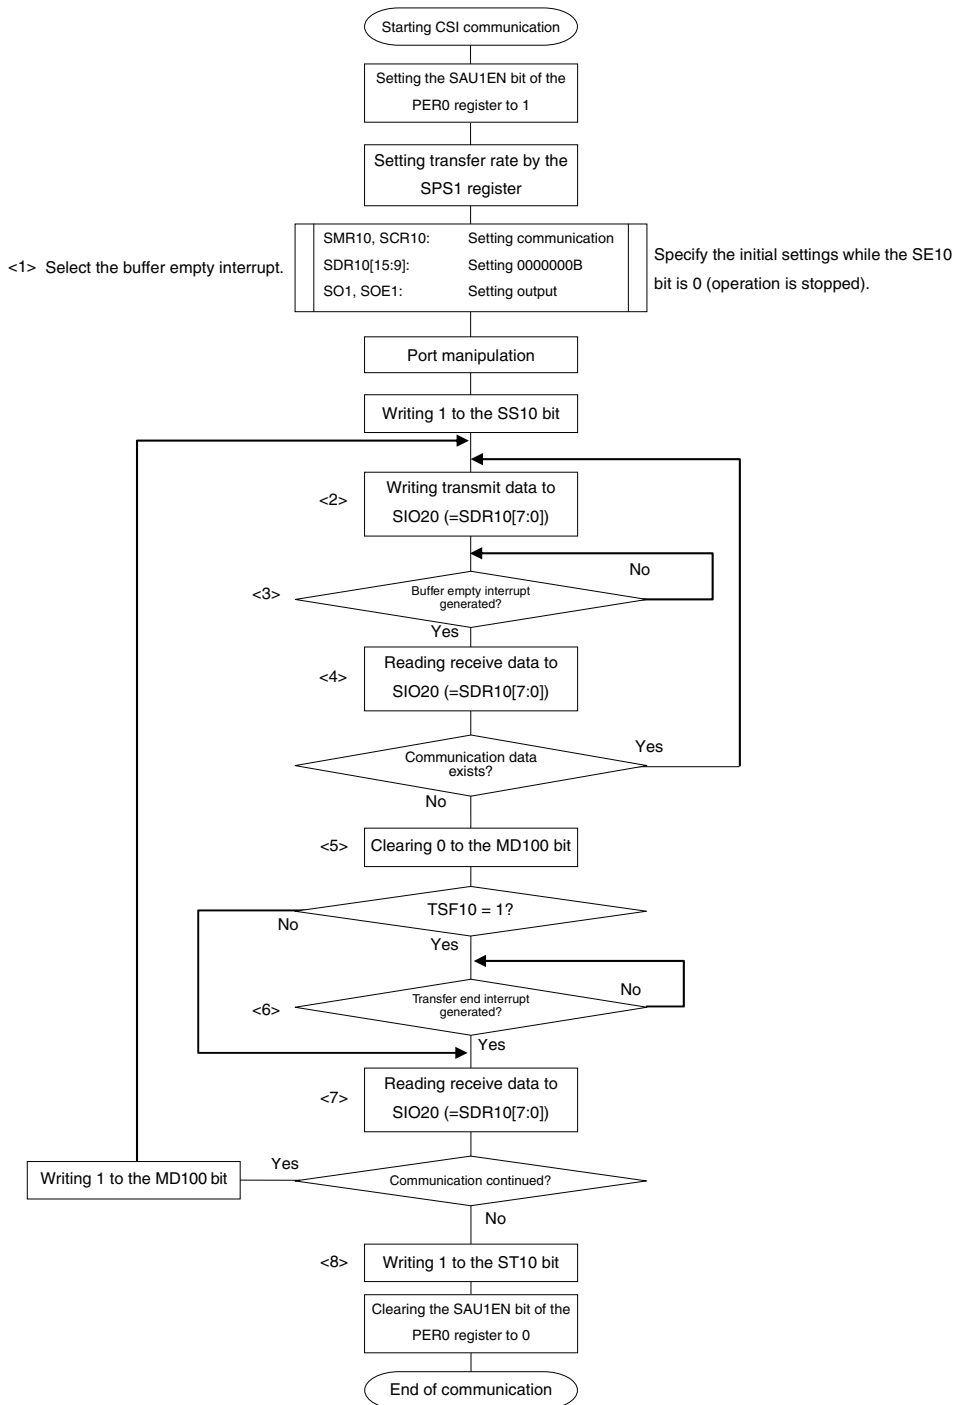 Starting CSI communication
Setting the SAU1EN bit of the
PER0 register to 1
Setting transfer rate by the
SPS1 register
<1> Select the buffer empty interrupt.
SMR10, SCR10: Setting communication
SDR10[15:9]: Setting 0000000B
SO1, SOE1: Setting output
Specify the initial settings while the SE10
bit is 0 (operation is stopped).
Port manipulation
Writing 1 to the SS10 bit
<2>
Writing transmit data to
SIO20 (=SDR10[7:0])
No
<3>
Buffer empty interrupt
generated?
Yes
<4>
Reading receive data to
SIO20 (=SDR10[7:0])
Yes
Communication data
exists?
No
<5>
Clearing 0 to the MD100 bit
TSF10 = 1?
No
Yes
No
<6>
Transfer end interrupt
generated?
Yes
<7>
Reading receive data to
SIO20 (=SDR10[7:0])
Writing 1 to the MD100 bit
Yes
Communication continued?
No
<8>
Writing 1 to the ST10 bit
Clearing the SAU1EN bit of the
PER0 register to 0
End of communication